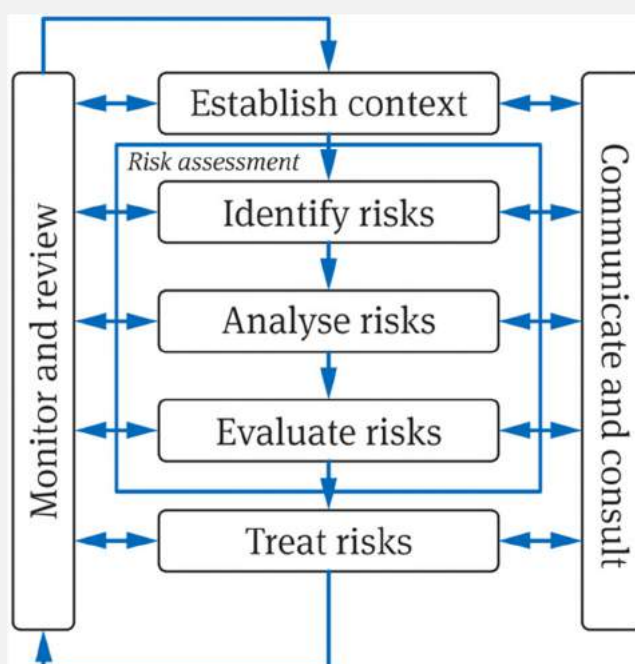 Establish context
Risk assessment
Identify risks
Analyse risks
Evaluate risks
Treat risks
Monitor and review
Communicate and consult